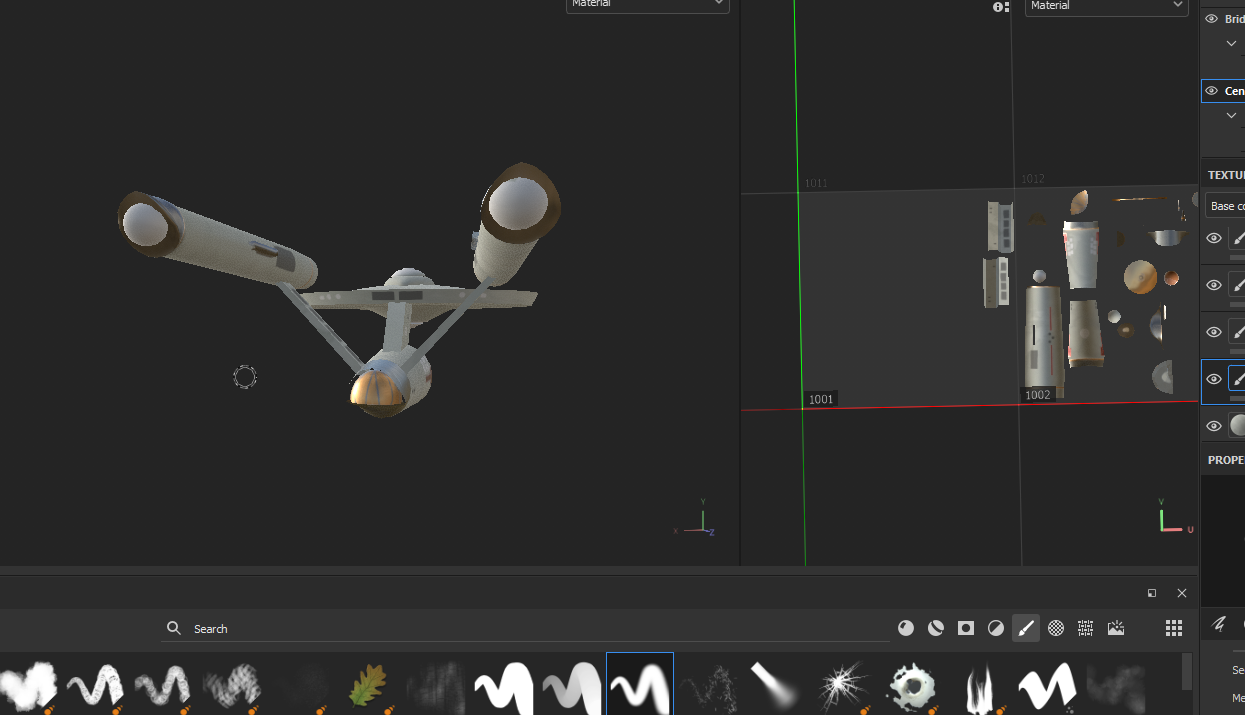 Material
Material
Brid
Cen
TEXTU
Base co
1011
1012
1001
1002
PROPE
Y
X
Z
V
U
Search
Se
Me